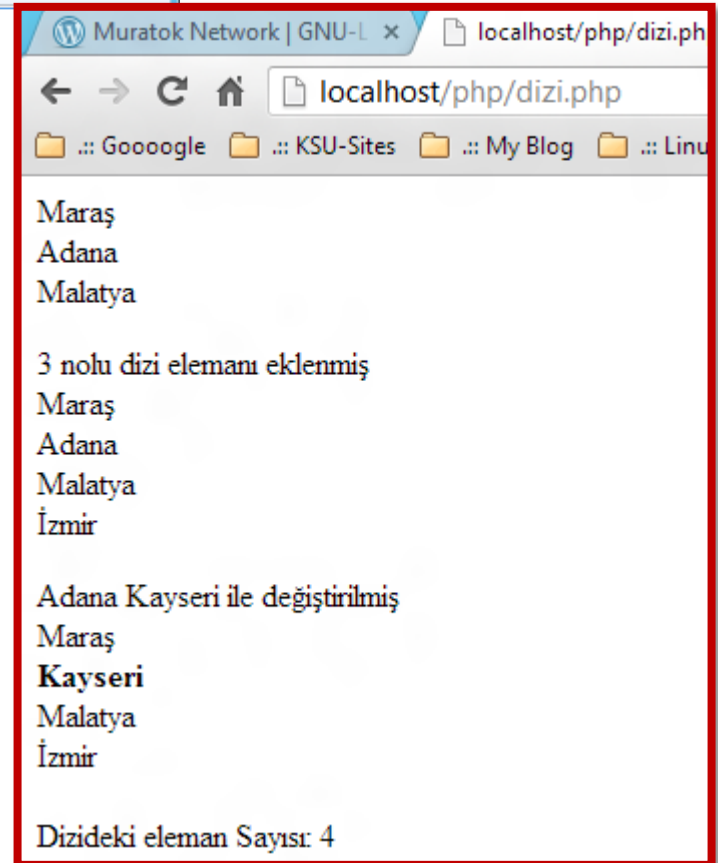 Muratok Network | GNU-L
localhost/php/dizi.ph
localhost/php/dizi.php
.:: Goooogle .:: KSU-Sites .:: My Blog .:: Linu
Maraş
Adana
Malatya
3 nolu dizi elemanı eklenmiş
Maraş
Adana
Malatya
İzmir
Adana Kayseri ile değiştirilmiş
Maraş
Kayseri
Malatya
İzmir
Dizideki eleman Sayısı: 4